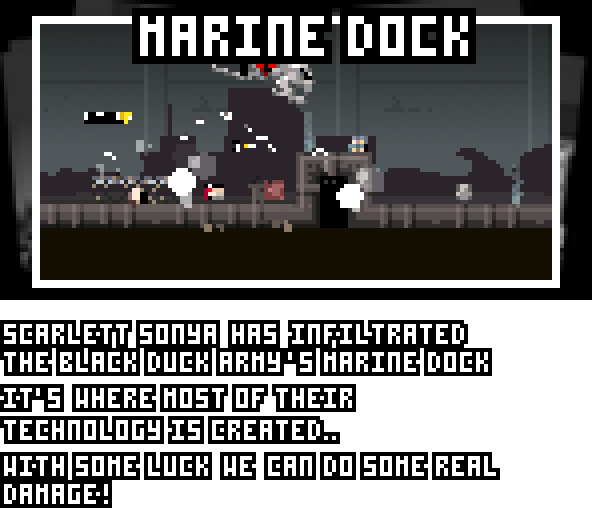 MARINE DOCK
SCARLETT SONYA HAS INFILTRATED
THE BLACK DUCK ARMY'S MARINE DOCK
IT'S WHERE MOST OF THEIR
TECHNOLOGY IS CREATED..
WITH SOME LUCK WE CAN DO SOME REAL
DAMAGE!